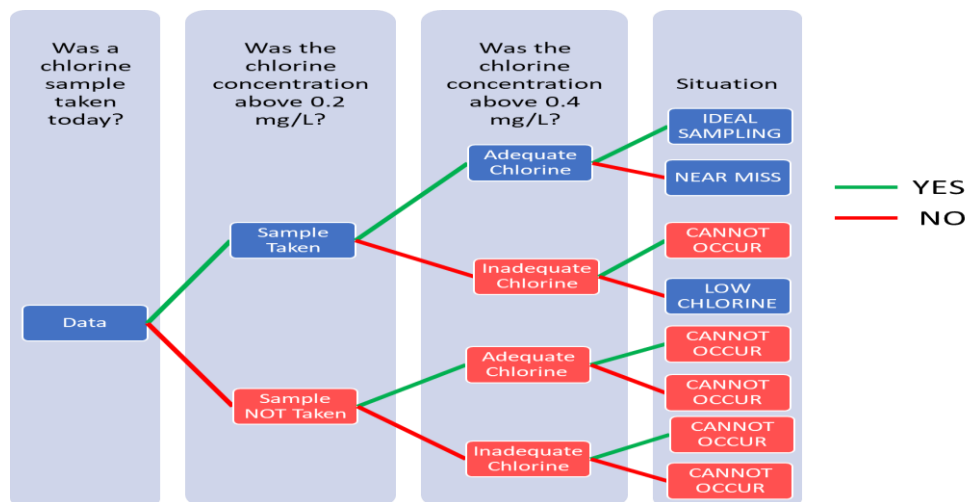 Was a
chlorine
sample
taken
today?
Was the
chlorine
concentration
above 0.2
mg/L?
Was the
chlorine
concentration
above 0.4
mg/L?
Situation
Data
Sample
Taken
Sample
NOT Taken
Adequate
Chlorine
Inadequate
Chlorine
Adequate
Chlorine
Inadequate
Chlorine
IDEAL
SAMPLING
NEAR MISS
CANNOT
OCCUR
LOW
CHLORINE
CANNOT
OCCUR
CANNOT
OCCUR
CANNOT
OCCUR
CANNOT
OCCUR
YES
NO